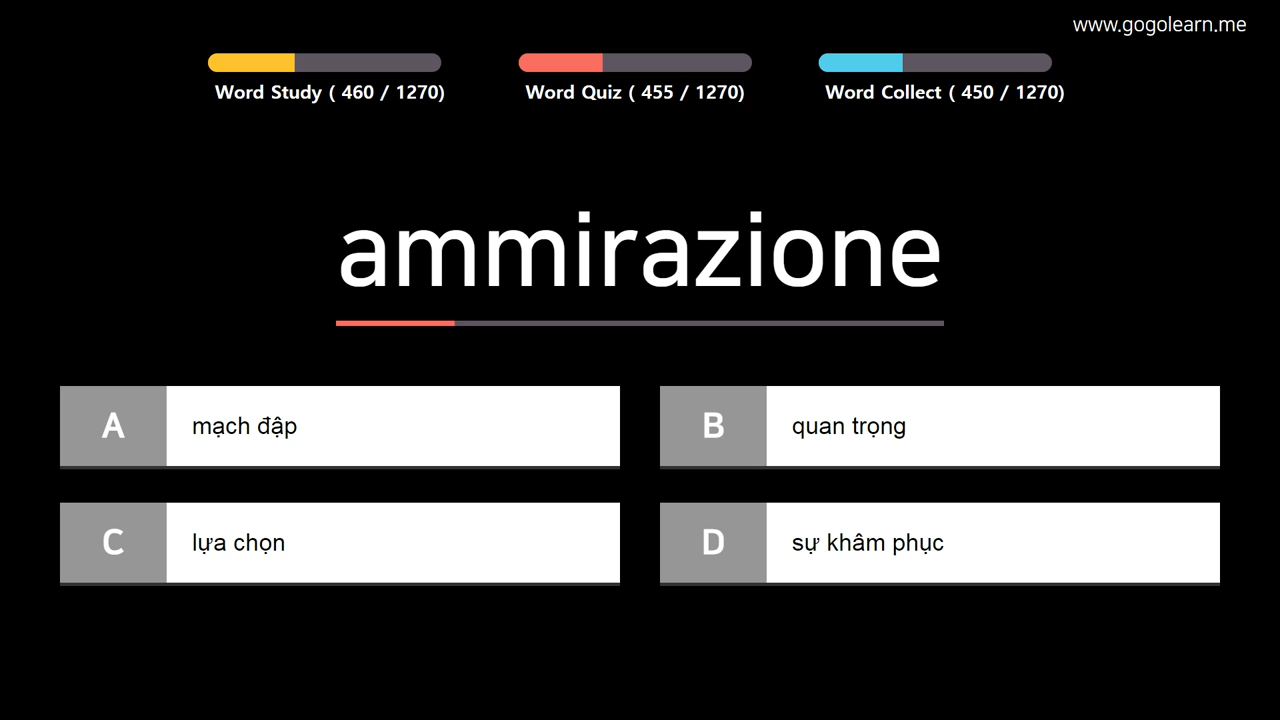 www.gogolearn.me
Word Study ( 460 / 1270)
Word Quiz ( 455 / 1270)
Word Collect ( 450 / 1270)
ammirazione
A mạch đập
B quan trọng
C lựa chọn
D sự khâm phục